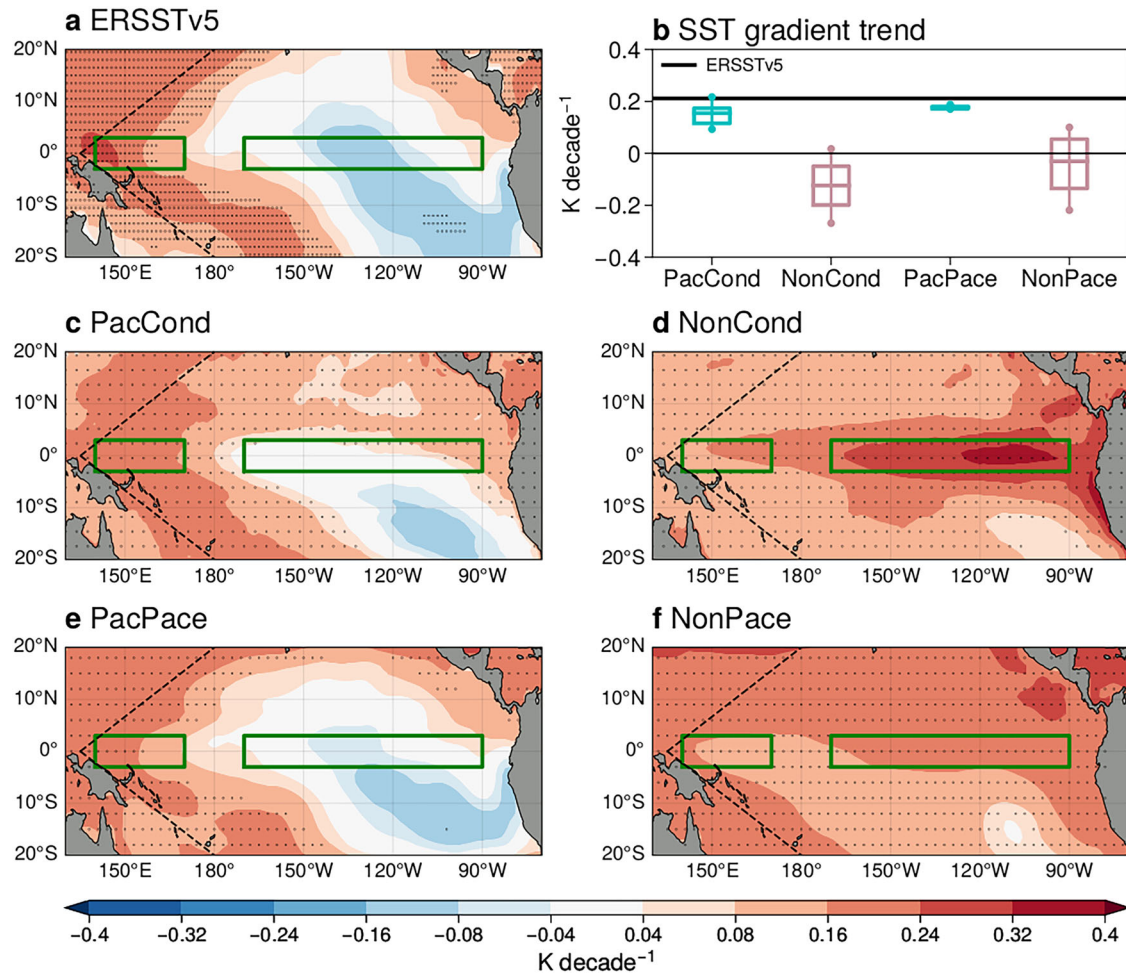 a ERSSTv5
20°N
10°N
0°
10°S
20°S
150°E 180° 150°W 120°W 90°W
b SST gradient trend
ERSSTv5
K decade⁻¹
0.4
0.2
0
−0.2
−0.4
PacCond NonCond PacPace NonPace
c PacCond
20°N
10°N
0°
10°S
20°S
150°E 180° 150°W 120°W 90°W
d NonCond
20°N
10°N
0°
10°S
20°S
150°E 180° 150°W 120°W 90°W
e PacPace
20°N
10°N
0°
10°S
20°S
150°E 180° 150°W 120°W 90°W
f NonPace
20°N
10°N
0°
10°S
20°S
150°E 180° 150°W 120°W 90°W
−0.4 −0.32 −0.24 −0.16 −0.08 −0.04 0.04 0.08 0.16 0.24 0.32 0.4
K decade⁻¹